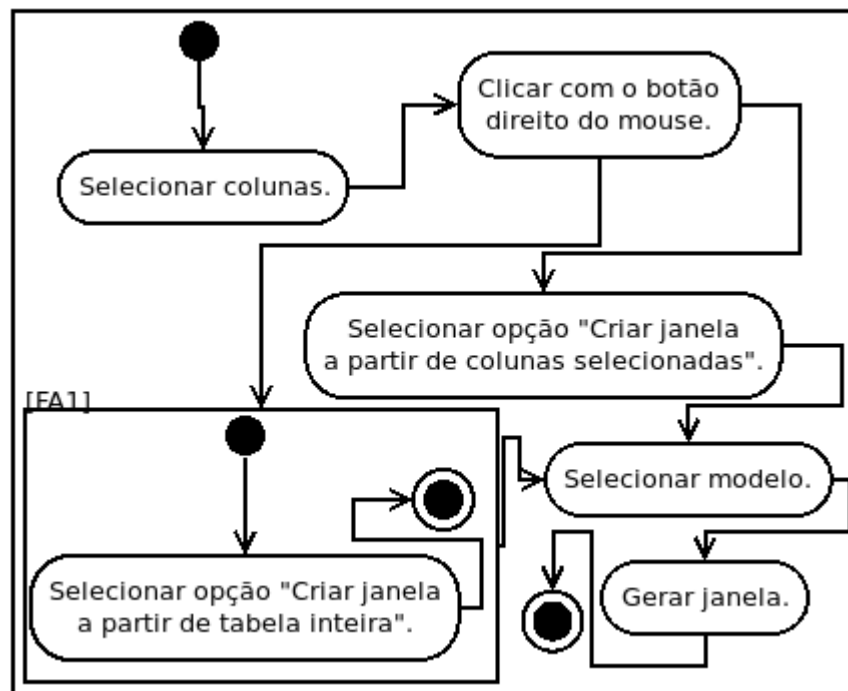 Clicar com o botão
direito do mouse.
Selecionar colunas.
Selecionar opção "Criar janela
a partir de colunas selecionadas".
[FA1]
Selecionar modelo.
Selecionar opção "Criar janela
a partir de tabela inteira".
Gerar janela.